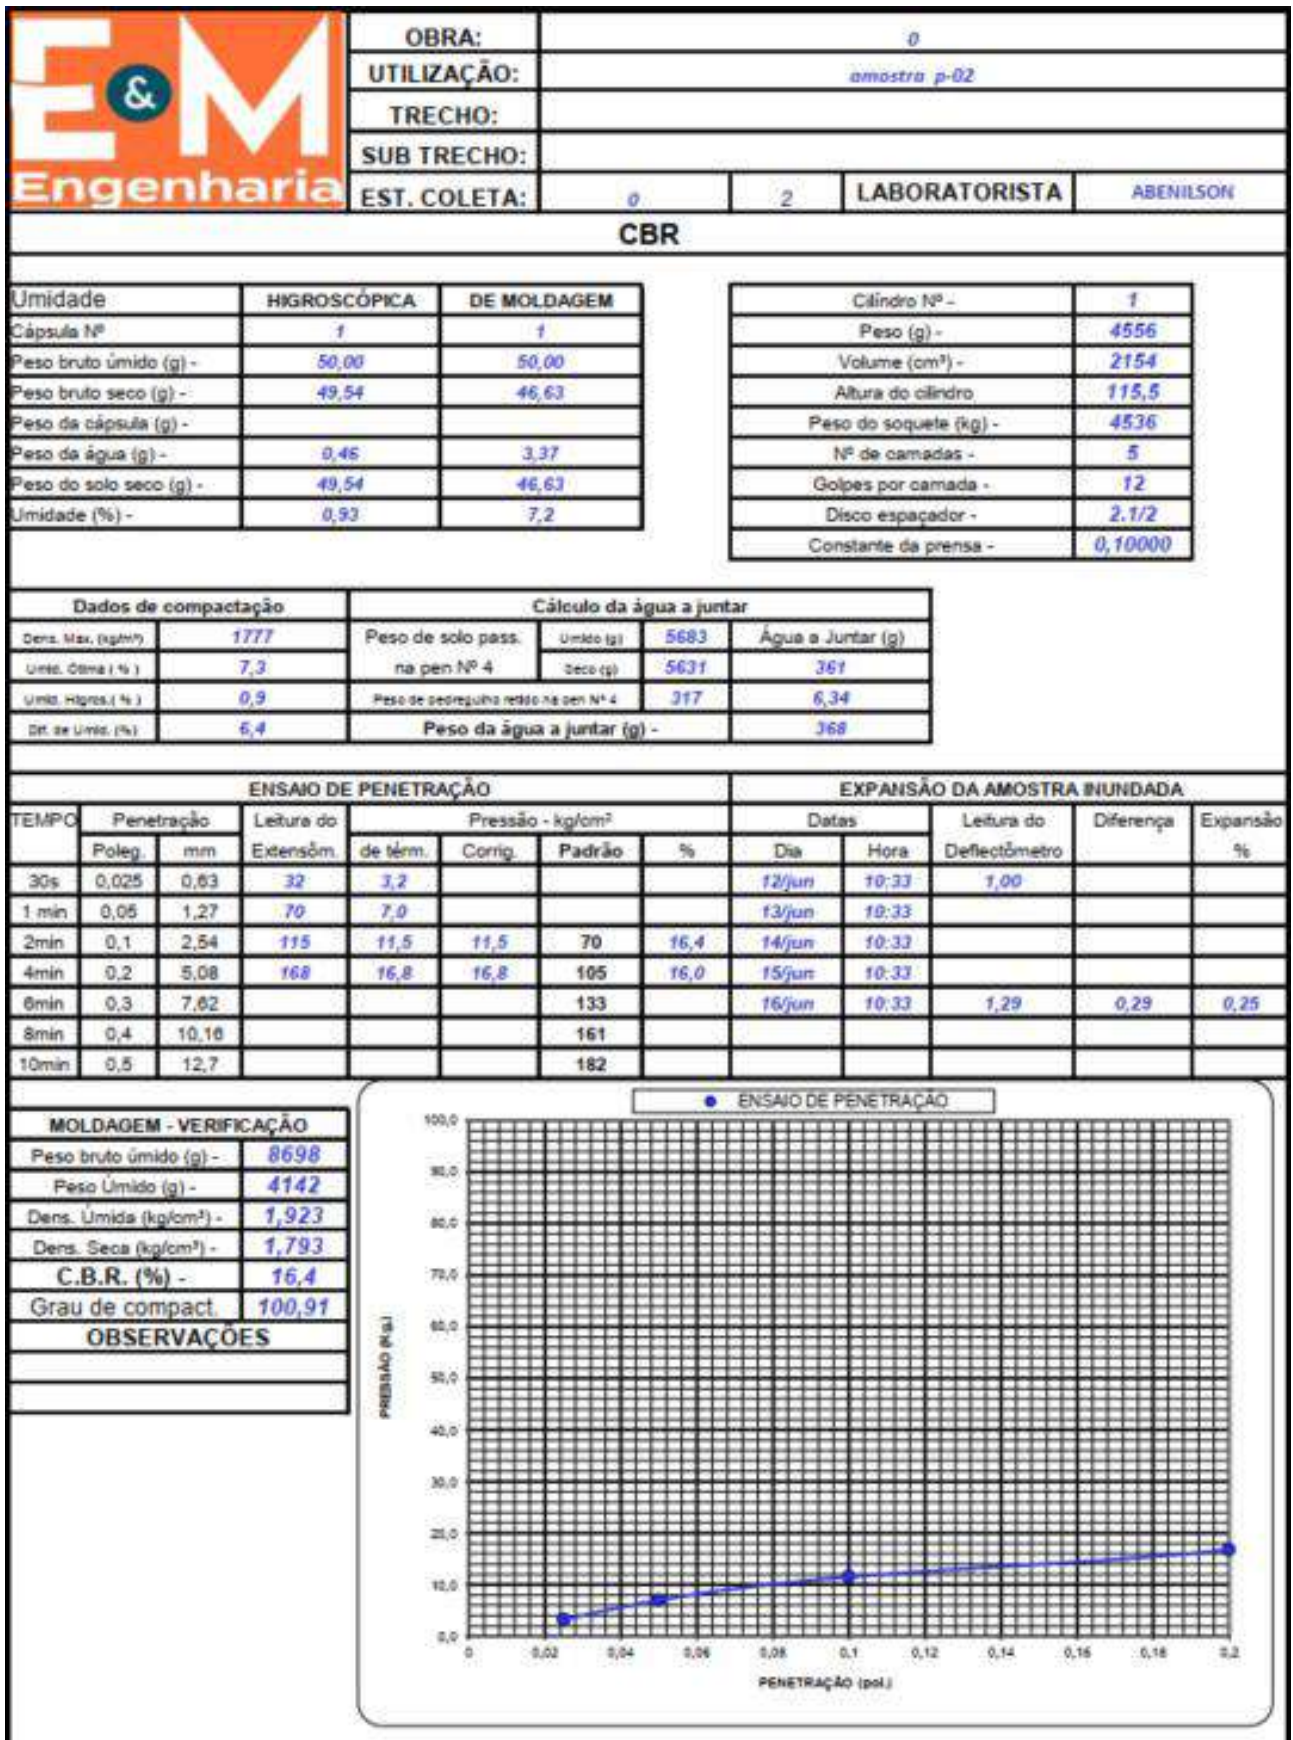 E&M
Engenharia
OBRA: 0
UTILIZAÇÃO: amostra p-02
TRECHO:
SUB TRECHO:
EST. COLETA: 0 2 LABORATORISTA ABENILSON
CBR
Umidade HIGROSCÓPICA DE MOLDAGEM
Cápsula Nº 1 1
Peso bruto úmido (g) - 50,00 50,00
Peso bruto seco (g) - 49,54 46,63
Peso da cápsula (g) -
Peso da água (g) - 0,46 3,37
Peso do solo seco (g) - 49,54 46,63
Umidade (%) - 0,93 7,2
Cilíndro Nº - 1
Peso (g) - 4556
Volume (cm³) - 2154
Altura do cilindro 115,5
Peso do soquete (kg) - 4536
Nº de camadas - 5
Golpes por camada - 12
Disco espaçador - 2.1/2
Constante da prensa - 0,10000
Dados de compactação Cálculo da água a juntar
Dens. Max. (kg/m³) 1777 Peso de solo pass. Umido (g) 5683 Água a Juntar (g)
Umid. Ótima ( % ) 7,3 na pen Nº 4 Seco (g) 5631 361
Umid. Higros.( % ) 0,9 Peso de pedregulho retido na pen Nº 4 317 6,34
Dif. de Umid. (%) 6,4 Peso da água a juntar (g) - 368
ENSAIO DE PENETRAÇÃO EXPANSÃO DA AMOSTRA INUNDADA
TEMPO Penetração Leitura do Pressão - kg/cm² Datas Leitura do Diferença Expansão
Poleg. mm Extensôm. de térm. Corrig. Padrão % Dia Hora Deflectômetro %
30s 0,025 0,63 32 3,2 12/jun 10:33 1,00
1 min 0,05 1,27 70 7,0 13/jun 10:33
2min 0,1 2,54 115 11,5 11,5 70 16,4 14/jun 10:33
4min 0,2 5,08 168 16,8 16,8 105 16,0 15/jun 10:33
6min 0,3 7,62 133 16/jun 10:33 1,29 0,29 0,25
8min 0,4 10,16 161
10min 0,5 12,7 182
MOLDAGEM - VERIFICAÇÃO
Peso bruto úmido (g) - 8698
Peso Úmido (g) - 4142
Dens. Úmida (kg/cm³) - 1,923
Dens. Seca (kg/cm³) - 1,793
C.B.R. (%) - 16,4
Grau de compact. 100,91
OBSERVAÇÕES
ENSAIO DE PENETRAÇÃO
100,0
90,0
80,0
70,0
60,0
50,0
40,0
30,0
20,0
10,0
0,0
PRESSÃO (Kg.)
0 0,02 0,04 0,06 0,08 0,1 0,12 0,14 0,16 0,18 0,2
PENETRAÇÃO (pol.)